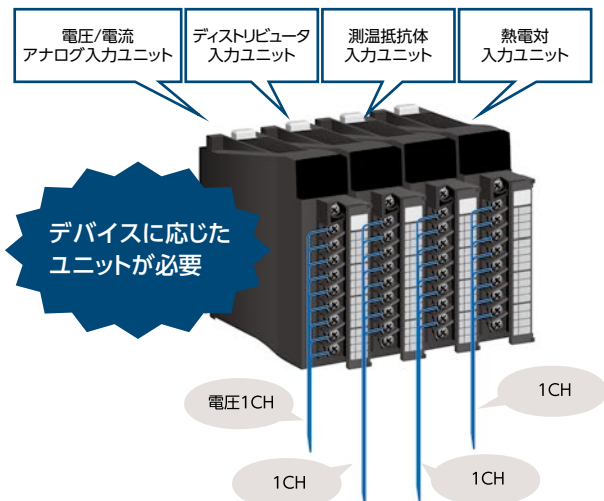 電圧/電流
アナログ入力ユニット
ディストリビュータ
入力ユニット
測温抵抗体
入力ユニット
熱電対
入力ユニット
デバイスに応じた
ユニットが必要
電圧1CH
1CH
1CH
1CH